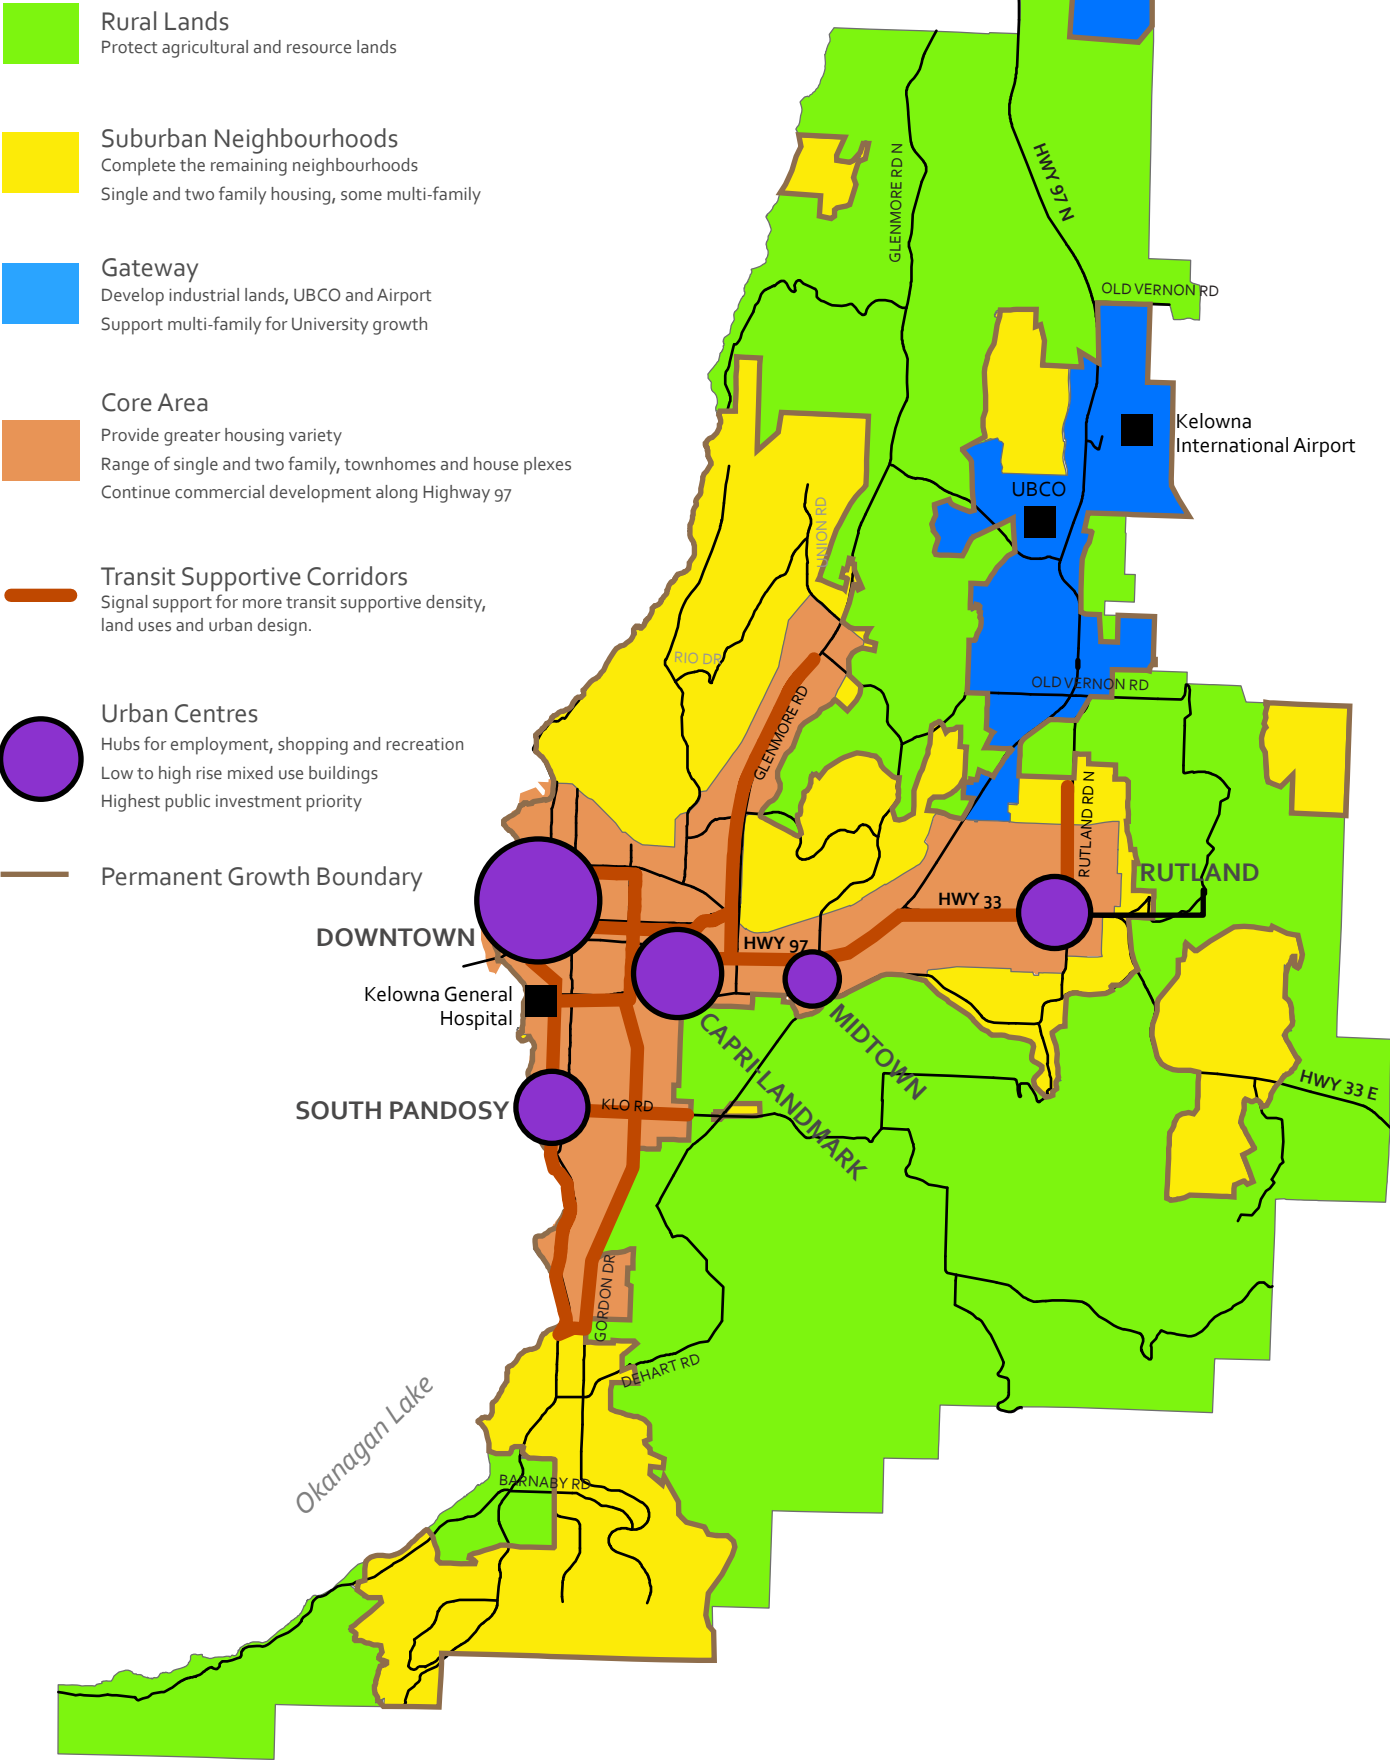 Rural Lands
Protect agricultural and resource lands
Suburban Neighbourhoods
Complete the remaining neighbourhoods
Single and two family housing, some multi-family
Gateway
Develop industrial lands, UBCO and Airport
Support multi-family for University growth
Core Area
Provide greater housing variety
Range of single and two family, townhomes and house plexes
Continue commercial development along Highway 97
Transit Supportive Corridors
Signal support for more transit supportive density,
land uses and urban design.
Urban Centres
Hubs for employment, shopping and recreation
Low to high rise mixed use buildings
Highest public investment priority
Permanent Growth Boundary
GLENMORE RD N
HWY 97 N
OLD VERNON RD
Kelowna
International Airport
UBCO
UNION RD
RIO DR
OLD VERNON RD
GLENMORE RD
RUTLAND RD N
RUTLAND
HWY 33
DOWNTOWN
HWY 97
Kelowna General
Hospital
MIDTOWN
CAPRI-LANDMARK
SOUTH PANDOSY
KLO RD
HWY 33 E
GORDON DR
DEHART RD
Okanagan Lake
BARNABY RD